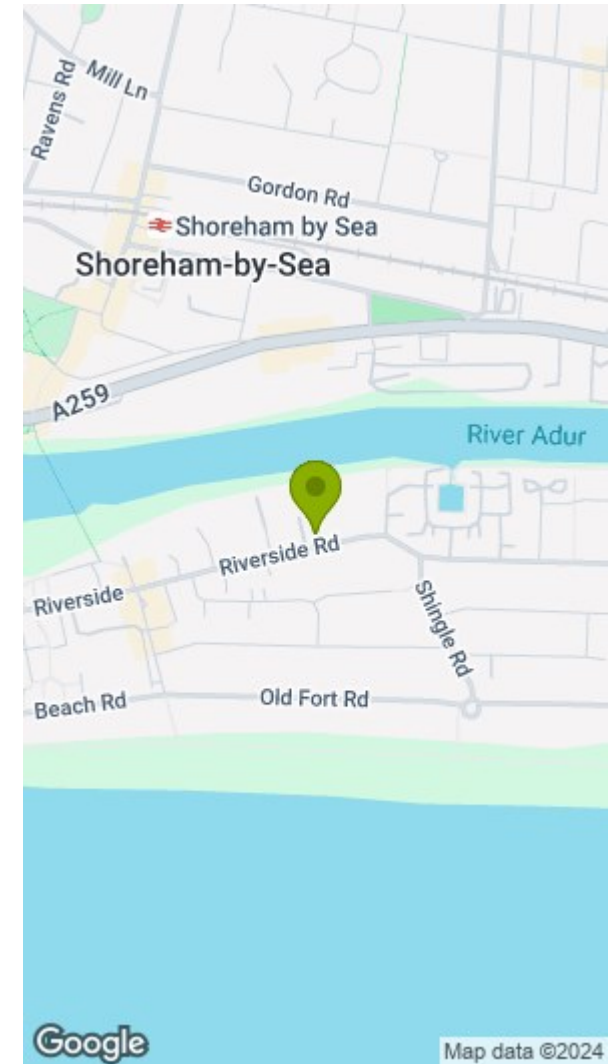 Mill Ln
Ravens Rd
Gordon Rd
Shoreham by Sea
Shoreham-by-Sea
A259
River Adur
Riverside Rd
Riverside
Shingle Rd
Beach Rd
Old Fort Rd
Google
Map data ©2024